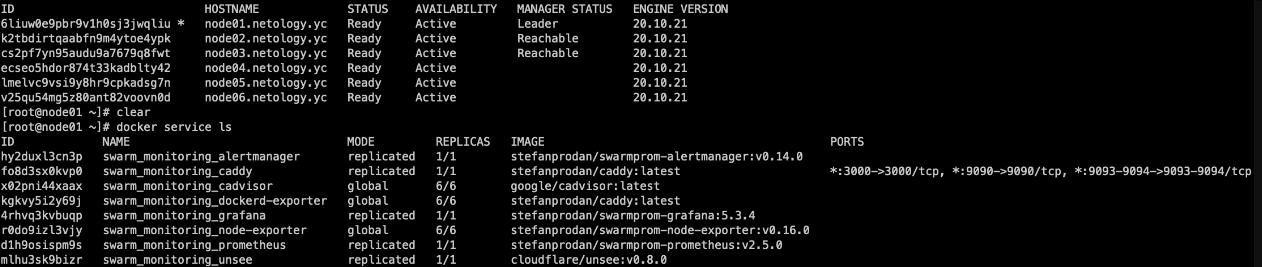 ID HOSTNAME STATUS AVAILABILITY MANAGER STATUS ENGINE VERSION
6liuw0e9pbr9v1h0sj3jwqliu * node01.netology.yc Ready Active Leader 20.10.21
k2tbdirtqaabfn9m4ytoe4ypk node02.netology.yc Ready Active Reachable 20.10.21
cs2pf7yn95audu9a7679q8fwt node03.netology.yc Ready Active Reachable 20.10.21
ecseo5hdor874t33kadblty42 node04.netology.yc Ready Active 20.10.21
lmelvc9vsi9y8hr9cpkadsg7n node05.netology.yc Ready Active 20.10.21
v25qu54mg5z80ant82voovn0d node06.netology.yc Ready Active 20.10.21
[root@node01 ~]# clear
[root@node01 ~]# docker service ls
ID NAME MODE REPLICAS IMAGE PORTS
hy2duxl3cn3p swarm_monitoring_alertmanager replicated 1/1 stefanprodan/swarmprom-alertmanager:v0.14.0
fo8d3sx0kvp0 swarm_monitoring_caddy replicated 1/1 stefanprodan/caddy:latest *:3000->3000/tcp, *:9090->9090/tcp, *:9093-9094->9093-9094/tcp
x02pni44xaax swarm_monitoring_cadvisor global 6/6 google/cadvisor:latest
kgkvy5i2y69j swarm_monitoring_dockerd-exporter global 6/6 stefanprodan/caddy:latest
4rhvq3kvbuqp swarm_monitoring_grafana replicated 1/1 stefanprodan/swarmprom-grafana:5.3.4
r0do9izl3vjy swarm_monitoring_node-exporter global 6/6 stefanprodan/swarmprom-node-exporter:v0.16.0
d1h9osispm9s swarm_monitoring_prometheus replicated 1/1 stefanprodan/swarmprom-prometheus:v2.5.0
mlhu3sk9bizr swarm_monitoring_unsee replicated 1/1 cloudflare/unsee:v0.8.0